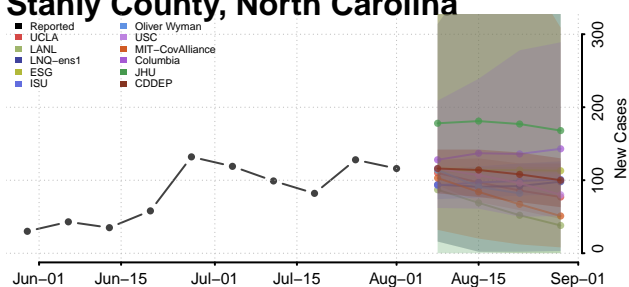 Stanly County, North Carolina
Reported
UCLA
LANL
LNQ−ens1
ESG
ISU
Oliver Wyman
USC
MIT−CovAlliance
Columbia
JHU
CDDEP
300
200
100
0
New Cases
Jun−01 Jun−15 Jul−01 Jul−15 Aug−01 Aug−15 Sep−01